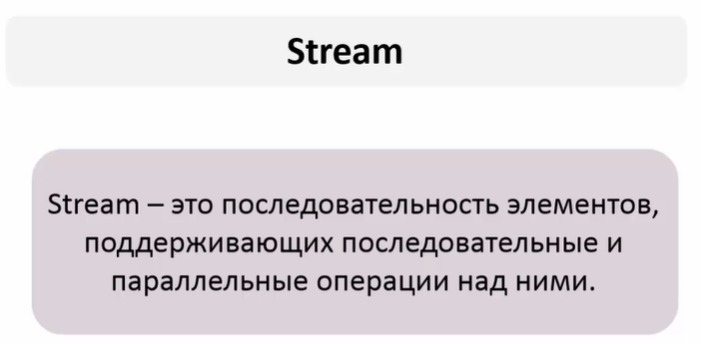 Stream
Stream – это последовательность элементов,
поддерживающих последовательные и
параллельные операции над ними.